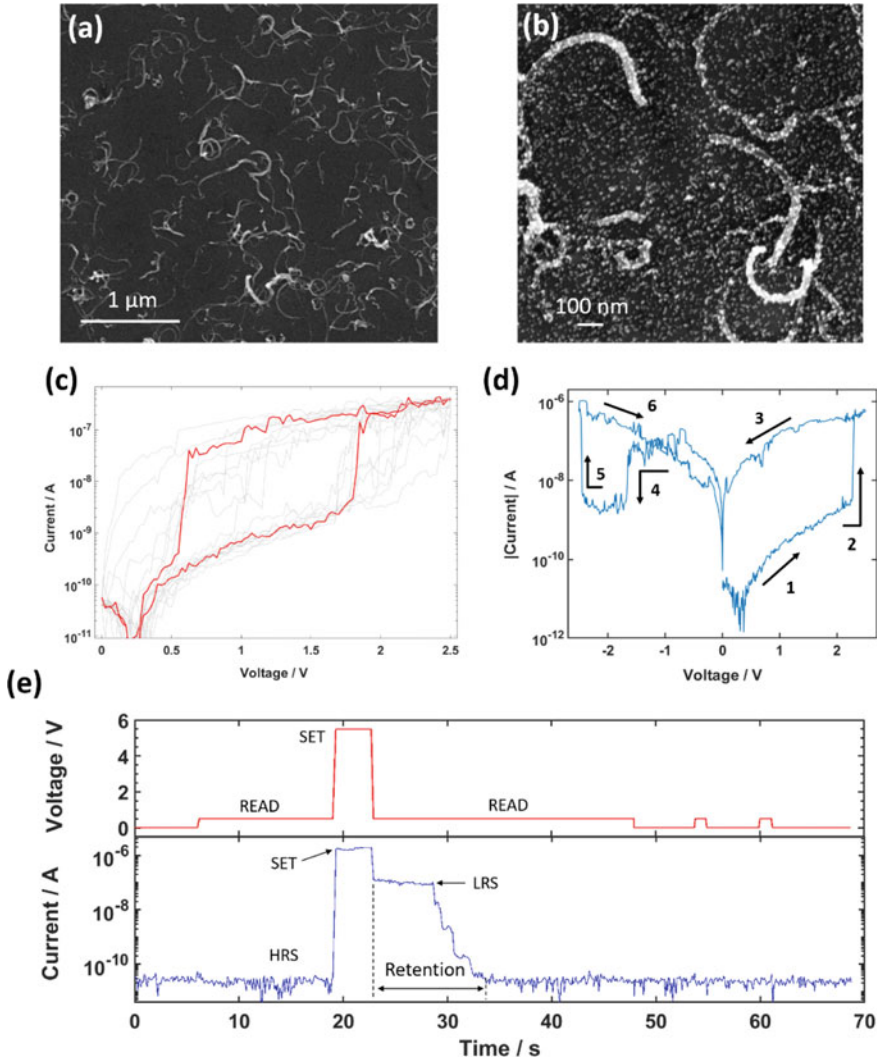 (a)
1 µm
(b)
100 nm
(c)
10⁻⁷
10⁻⁸
10⁻⁹
10⁻¹⁰
10⁻¹¹
Current / A
0 0.5 1 1.5 2 2.5
Voltage / V
(d)
10⁻⁶
10⁻⁸
10⁻¹⁰
10⁻¹²
|Current| / A
6
3
5
4
2
1
-2 -1 0 1 2
Voltage / V
(e)
6
4
2
0
Voltage / V
SET
READ
READ
10⁻⁶
10⁻⁸
10⁻¹⁰
Current / A
SET
LRS
HRS
Retention
0 10 20 30 40 50 60 70
Time / s